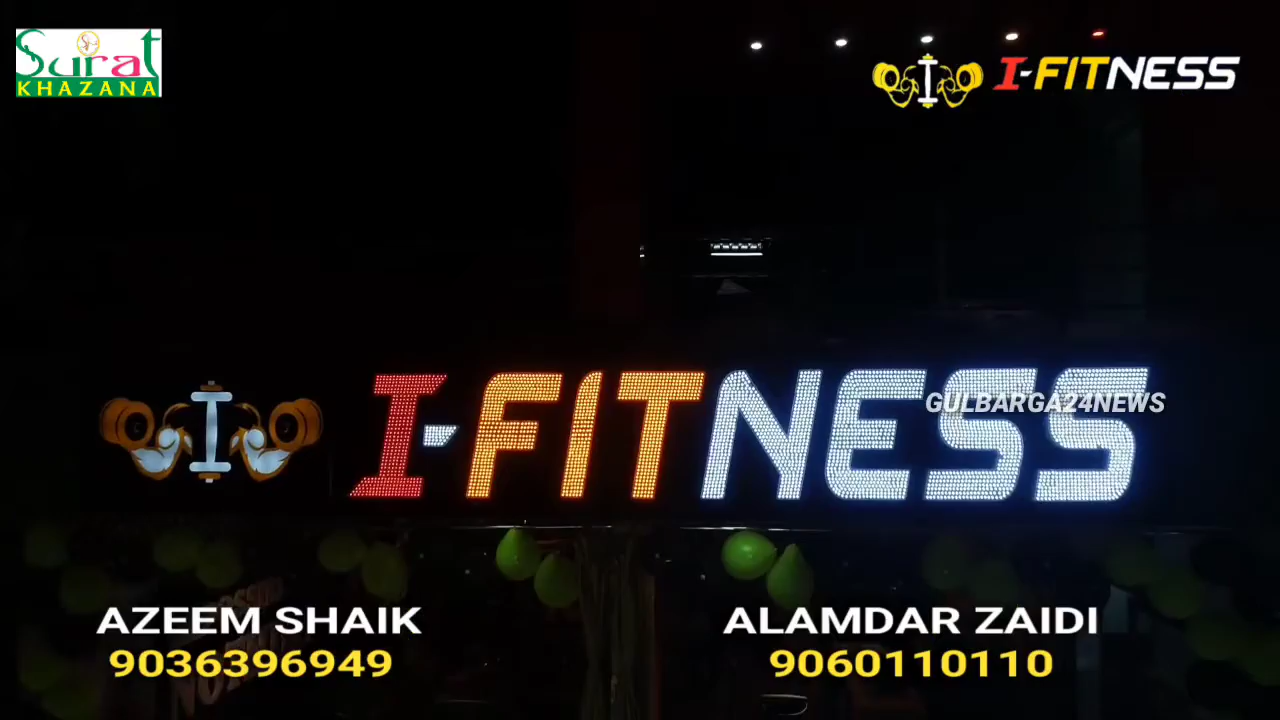 Surat
KHAZANA
I-FITNESS
I-FITNESS
GULBARGA24NEWS
AZEEM SHAIK
9036396949
ALAMDAR ZAIDI
9060110110